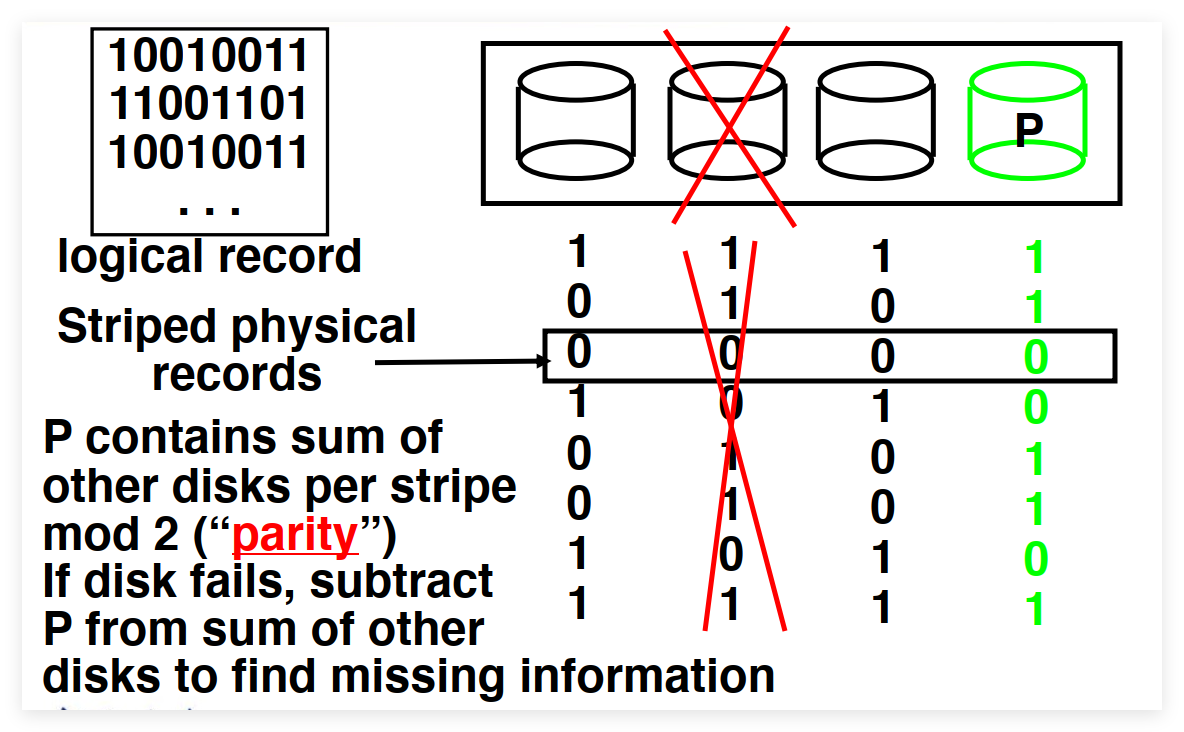 10010011
11001101
10010011
. . .
logical record
Striped physical
records
P contains sum of
other disks per stripe
mod 2 (“parity”)
If disk fails, subtract
P from sum of other
disks to find missing information
P
1 1 1 1
0 1 0 1
0 0 0 0
1 0 1 0
0 1 0 1
0 1 0 1
1 0 1 0
1 1 1 1